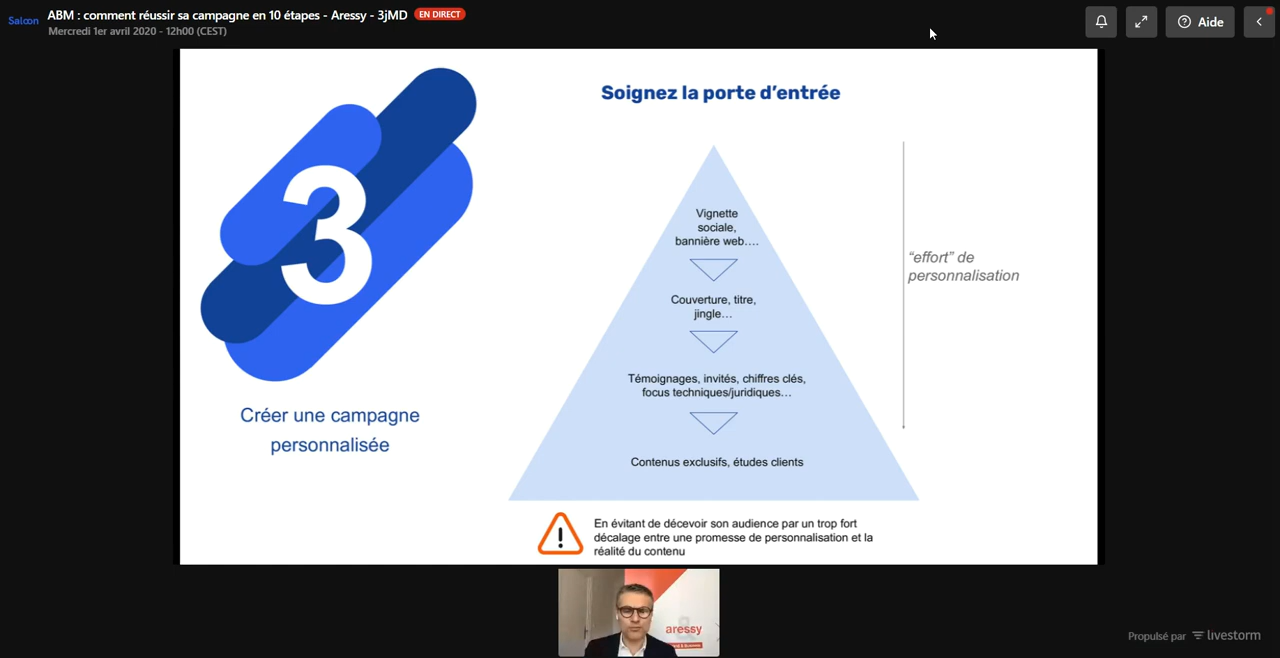 Saloon
ABM : comment réussir sa campagne en 10 étapes - Aressy - 3jMD
EN DIRECT
Mercredi 1er avril 2020 - 12h00 (CEST)
Aide
3
Créer une campagne
personnalisée
Soignez la porte d’entrée
Vignette
sociale,
bannière web….
Couverture, titre,
jingle…
Témoignages, invités, chiffres clés,
focus techniques/juridiques…
Contenus exclusifs, études clients
“effort” de
personnalisation
!
En évitant de décevoir son audience par un trop fort
décalage entre une promesse de personnalisation et la
réalité du contenu
aressy
Propulsé par livestorm